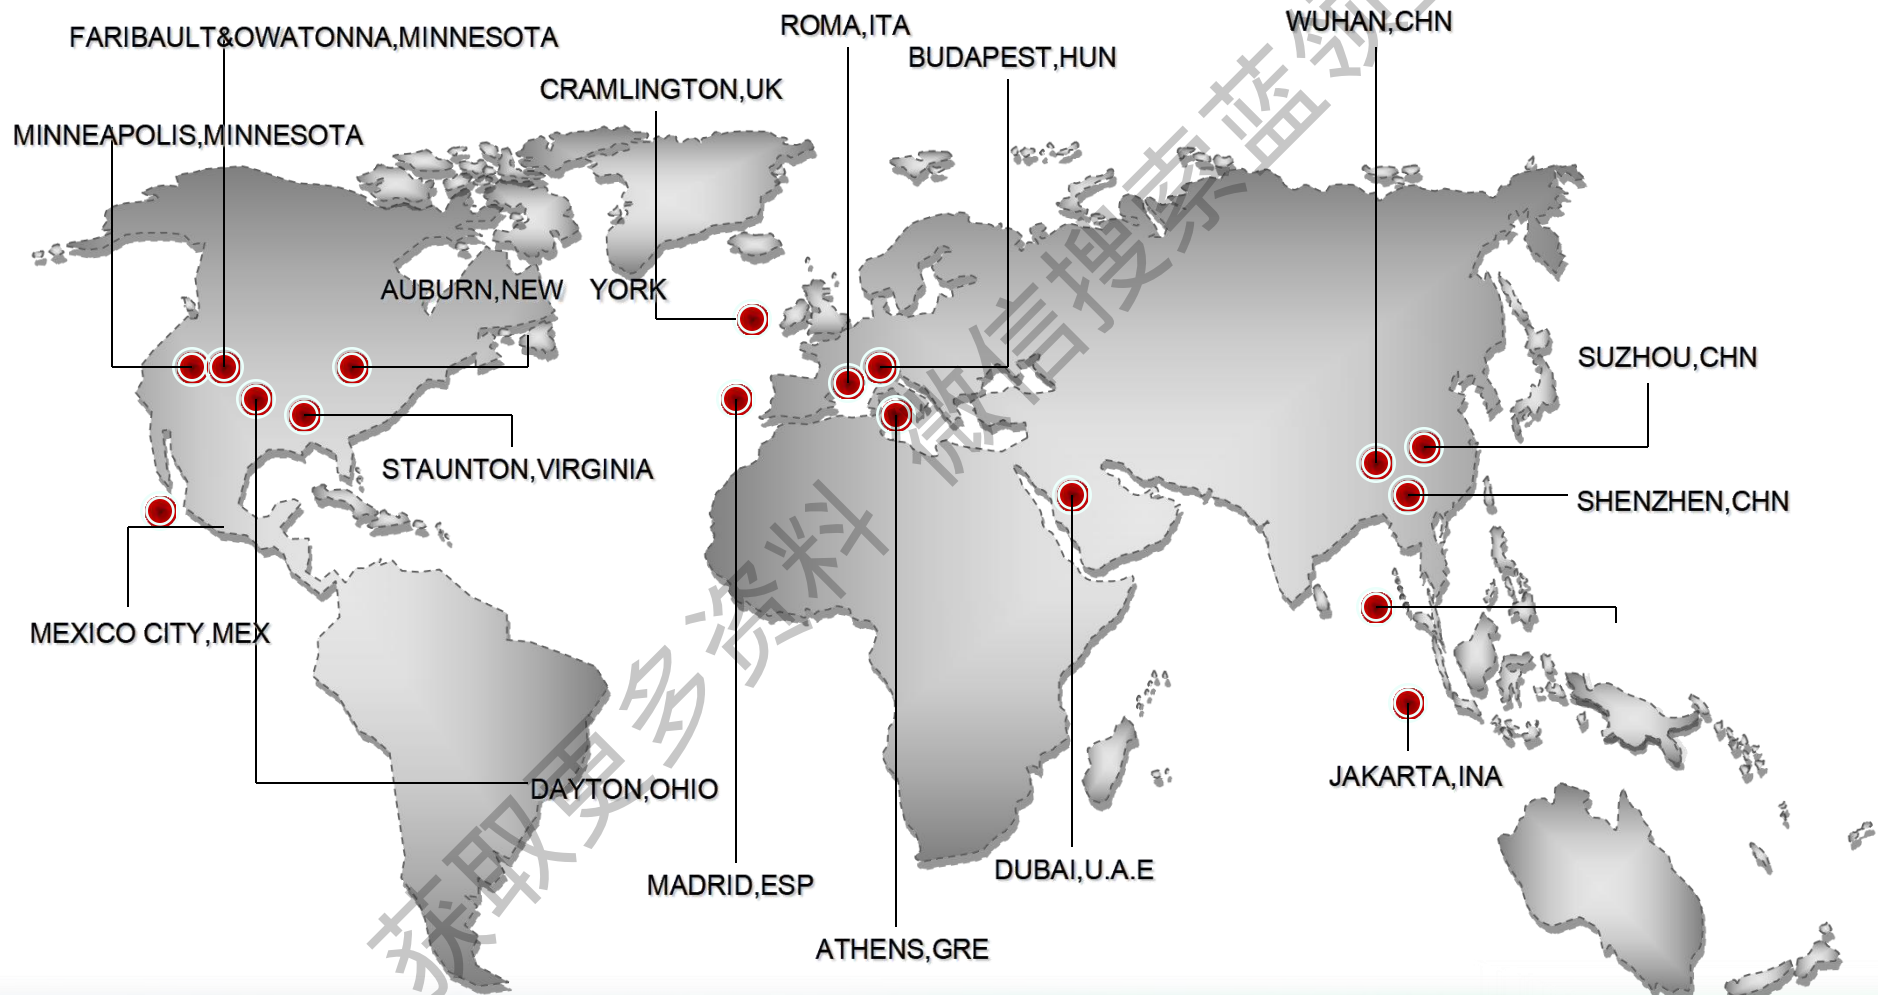 ROMA,ITA
WUHAN,CHN
FARIBAULT&OWATONNA,MINNESOTA
BUDAPEST,HUN
CRAMLINGTON,UK
MINNEAPOLIS,MINNESOTA
AUBURN,NEW YORK
SUZHOU,CHN
STAUNTON,VIRGINIA
SHENZHEN,CHN
MEXICO CITY,MEX
JAKARTA,INA
DAYTON,OHIO
DUBAI,U.A.E
MADRID,ESP
ATHENS,GRE
获取更多资料 微信搜索蓝领